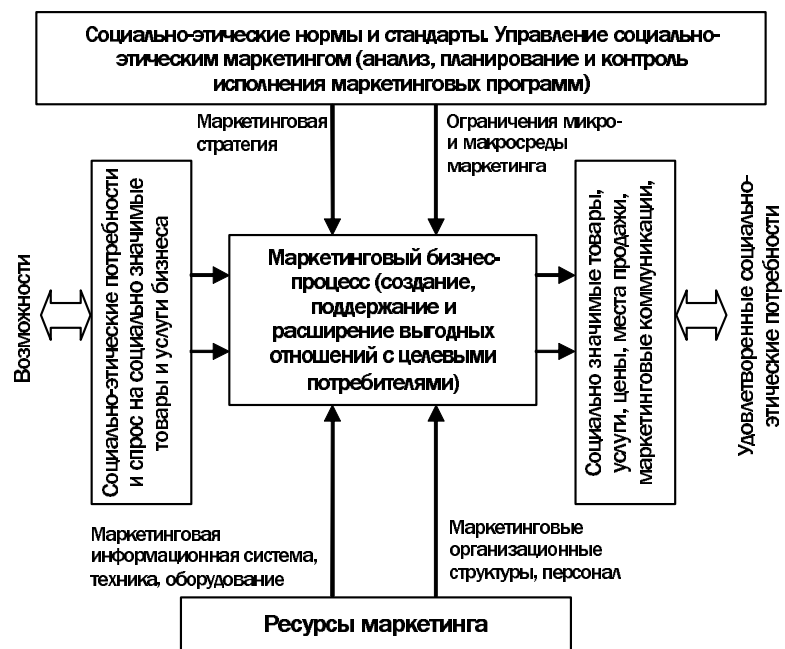 Социально-этические нормы и стандарты. Управление социально-
этическим маркетингом (анализ, планирование и контроль
исполнения маркетинговых программ)
Маркетинговая
стратегия
Ограничения микро-
и макросреды
маркетинга
Возможности
Социально-этические потребности
и спрос на социально значимые
товары и услуги бизнеса
Маркетинговый бизнес-
процесс (создание,
поддержание и
расширение выгодных
отношений с целевыми
потребителями)
Социально значимые товары,
услуги, цены, места продажи,
маркетинговые коммуникации,
Удовлетворенные социально-
этические потребности
Маркетинговая
информационная система,
техника, оборудование
Маркетинговые
организационные
структуры, персонал
Ресурсы маркетинга